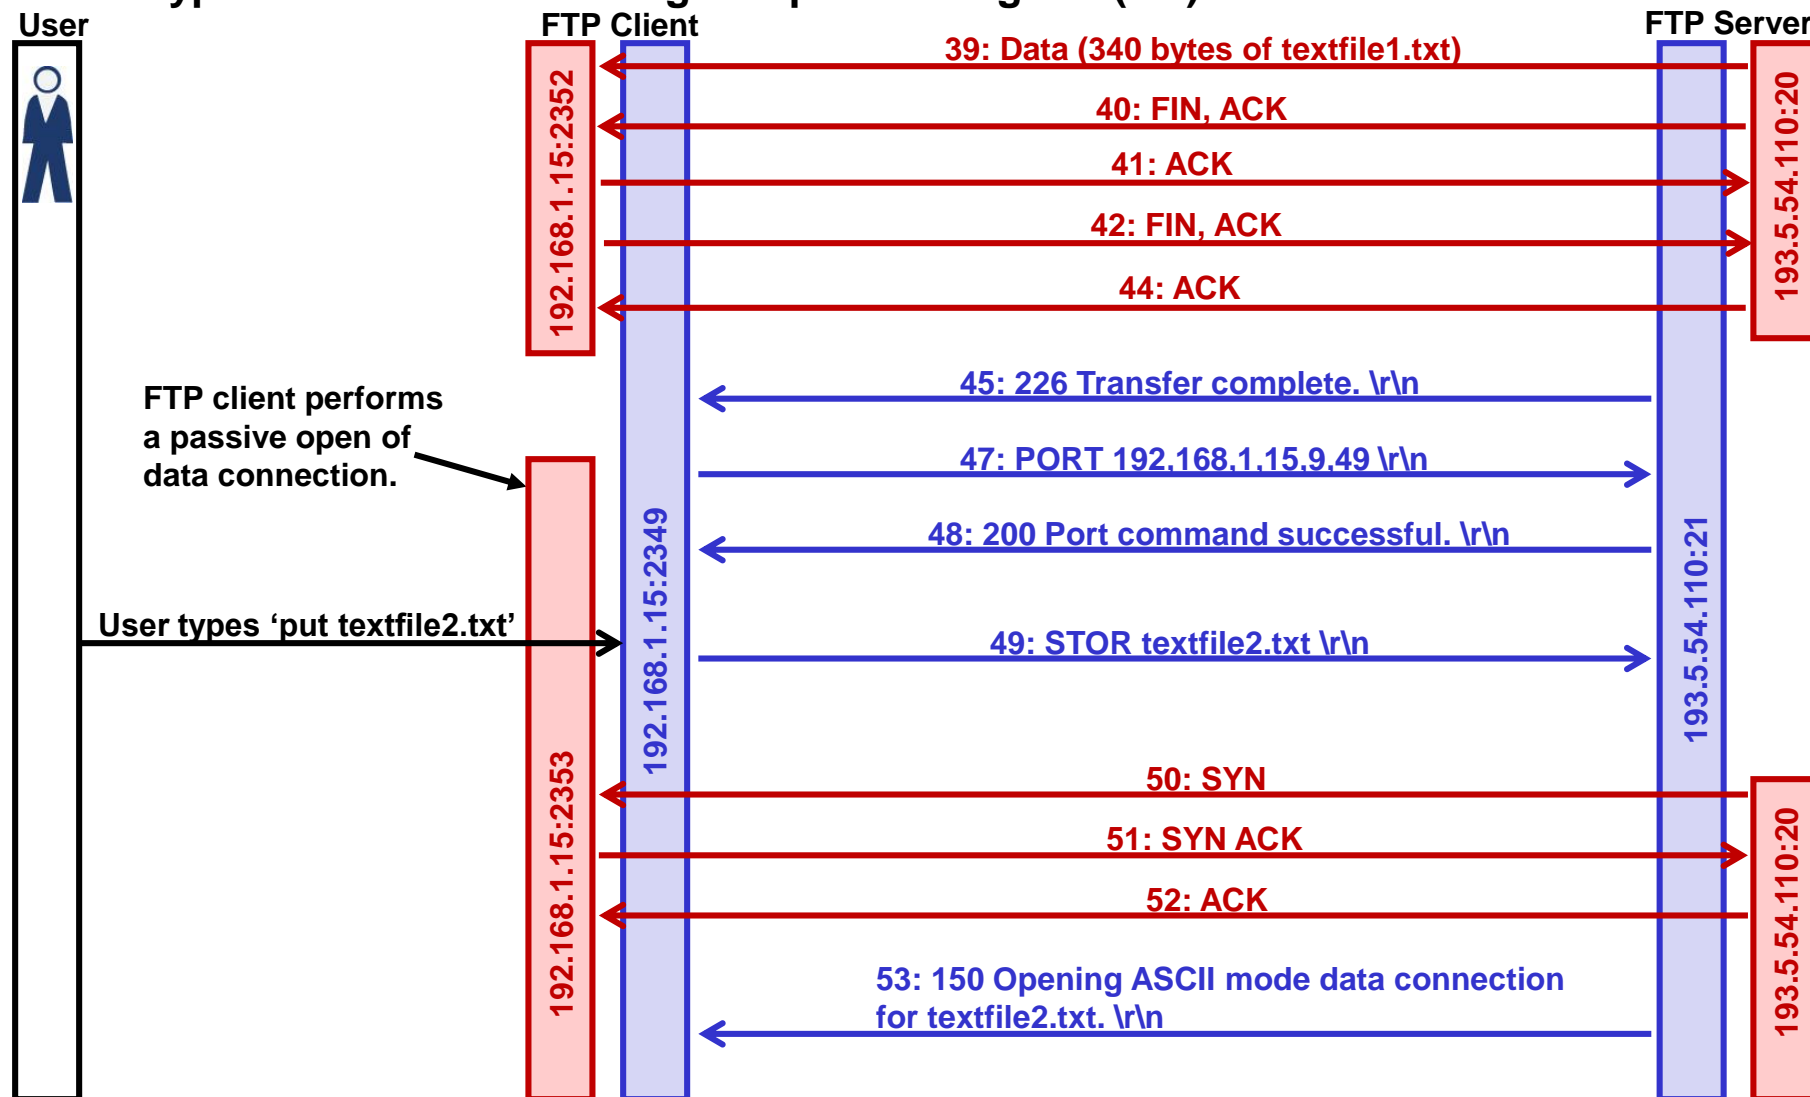 User
FTP Client
FTP Server
39: Data (340 bytes of textfile1.txt)
40: FIN, ACK
41: ACK
42: FIN, ACK
44: ACK
192.168.1.15:2352
193.5.54.110:20
45: 226 Transfer complete. \r\n
FTP client performs
a passive open of
data connection.
47: PORT 192,168,1,15,9,49 \r\n
48: 200 Port command successful. \r\n
192.168.1.15:2349
193.5.54.110:21
User types ‘put textfile2.txt’
49: STOR textfile2.txt \r\n
50: SYN
51: SYN ACK
52: ACK
192.168.1.15:2353
193.5.54.110:20
53: 150 Opening ASCII mode data connection
for textfile2.txt. \r\n